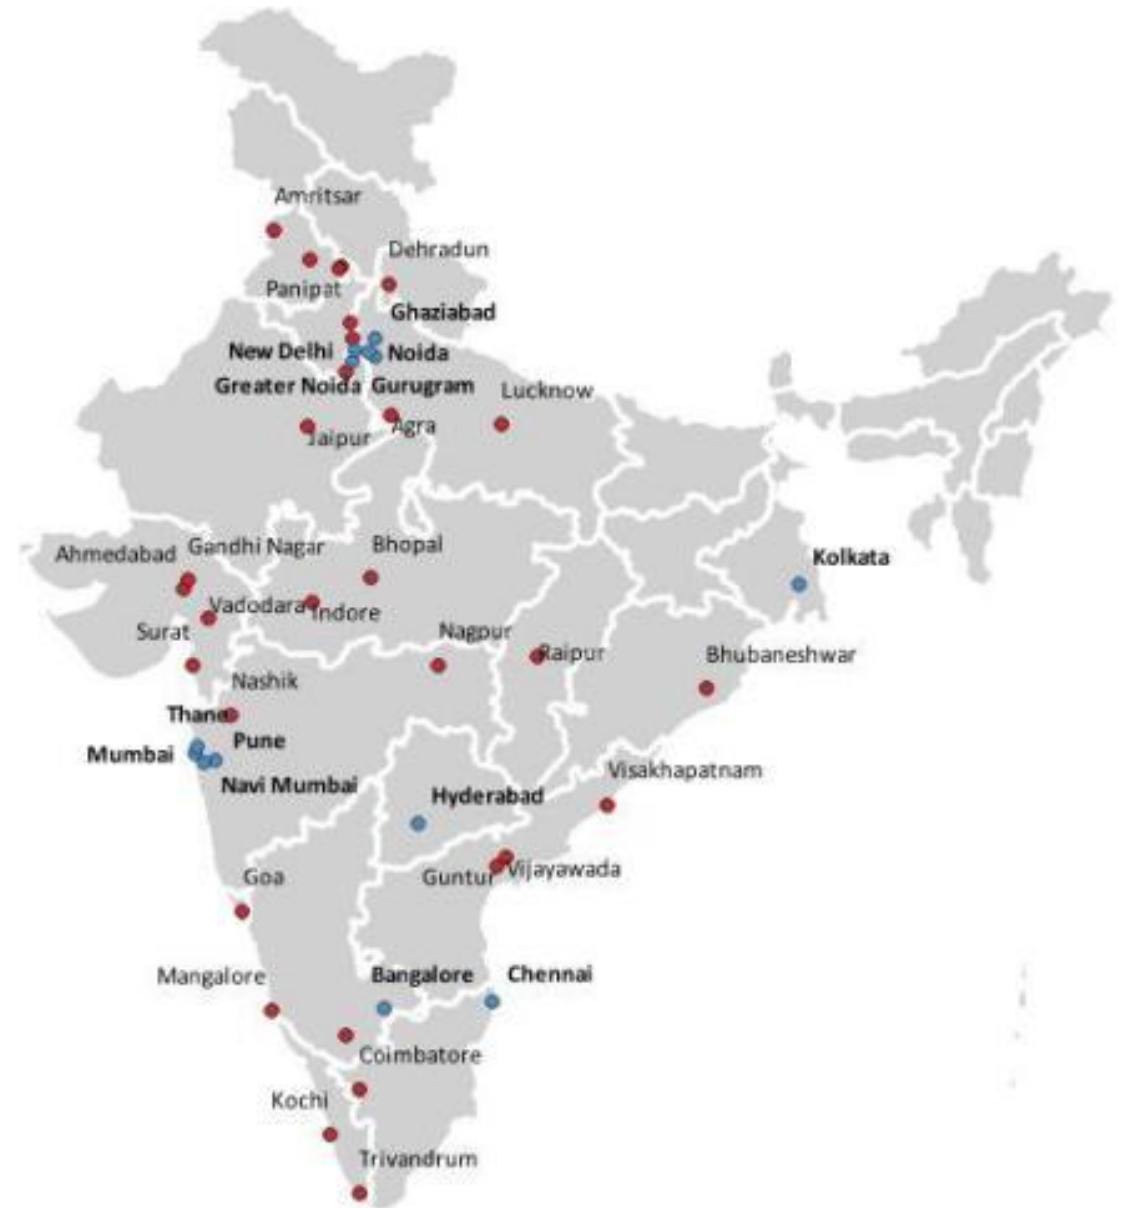 Amritsar
Dehradun
Panipat
Ghaziabad
New Delhi
Noida
Greater Noida
Gurugram
Lucknow
Jaipur
Agra
Ahmedabad
Gandhi Nagar
Bhopal
Kolkata
Vadodara
Indore
Surat
Nagpur
Raipur
Bhubaneshwar
Nashik
Thane
Pune
Mumbai
Navi Mumbai
Visakhapatnam
Hyderabad
Guntur
Vijayawada
Goa
Mangalore
Bangalore
Chennai
Coimbatore
Kochi
Trivandrum